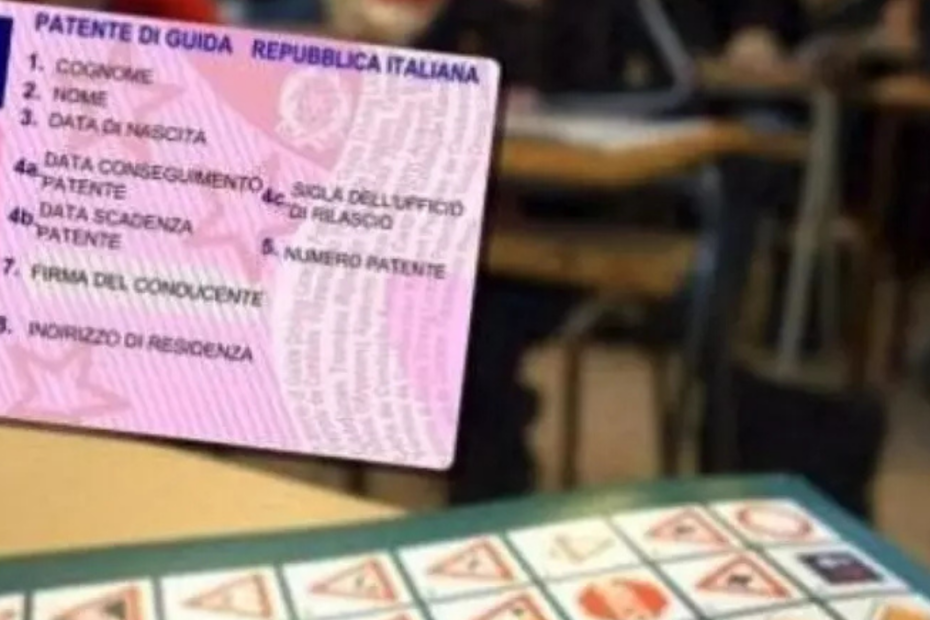 PATENTE DI GUIDA REPUBBLICA ITALIANA
1. COGNOME
2. NOME
3. DATA DI NASCITA
4a. DATA CONSEGUIMENTO
PATENTE
4c. SIGLA DELL'UFFICIO
DI RILASCIO
4b. DATA SCADENZA
PATENTE
5. NUMERO PATENTE
7. FIRMA DEL CONDUCENTE
8. INDIRIZZO DI RESIDENZA